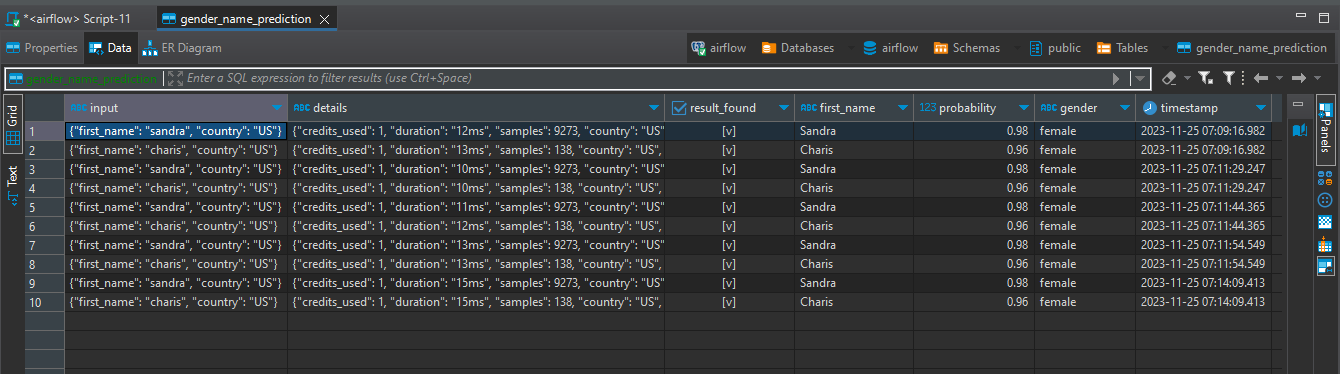 *<airflow> Script-11 gender_name_prediction
Properties Data ER Diagram airflow Databases airflow Schemas public Tables gender_name_prediction
gender_name_prediction Enter a SQL expression to filter results (use Ctrl+Space)
Grid
Text
Panels
ABC input ABC details result_found ABC first_name 123 probability ABC gender timestamp
1 {"first_name": "sandra", "country": "US"} {"credits_used": 1, "duration": "12ms", "samples": 9273, "country": "US" [v] Sandra 0.98 female 2023-11-25 07:09:16.982
2 {"first_name": "charis", "country": "US"} {"credits_used": 1, "duration": "13ms", "samples": 138, "country": "US", [v] Charis 0.96 female 2023-11-25 07:09:16.982
3 {"first_name": "sandra", "country": "US"} {"credits_used": 1, "duration": "10ms", "samples": 9273, "country": "US" [v] Sandra 0.98 female 2023-11-25 07:11:29.247
4 {"first_name": "charis", "country": "US"} {"credits_used": 1, "duration": "10ms", "samples": 138, "country": "US", [v] Charis 0.96 female 2023-11-25 07:11:29.247
5 {"first_name": "sandra", "country": "US"} {"credits_used": 1, "duration": "11ms", "samples": 9273, "country": "US" [v] Sandra 0.98 female 2023-11-25 07:11:44.365
6 {"first_name": "charis", "country": "US"} {"credits_used": 1, "duration": "12ms", "samples": 138, "country": "US", [v] Charis 0.96 female 2023-11-25 07:11:44.365
7 {"first_name": "sandra", "country": "US"} {"credits_used": 1, "duration": "13ms", "samples": 9273, "country": "US" [v] Sandra 0.98 female 2023-11-25 07:11:54.549
8 {"first_name": "charis", "country": "US"} {"credits_used": 1, "duration": "13ms", "samples": 138, "country": "US", [v] Charis 0.96 female 2023-11-25 07:11:54.549
9 {"first_name": "sandra", "country": "US"} {"credits_used": 1, "duration": "15ms", "samples": 9273, "country": "US" [v] Sandra 0.98 female 2023-11-25 07:14:09.413
10 {"first_name": "charis", "country": "US"} {"credits_used": 1, "duration": "15ms", "samples": 138, "country": "US", [v] Charis 0.96 female 2023-11-25 07:14:09.413